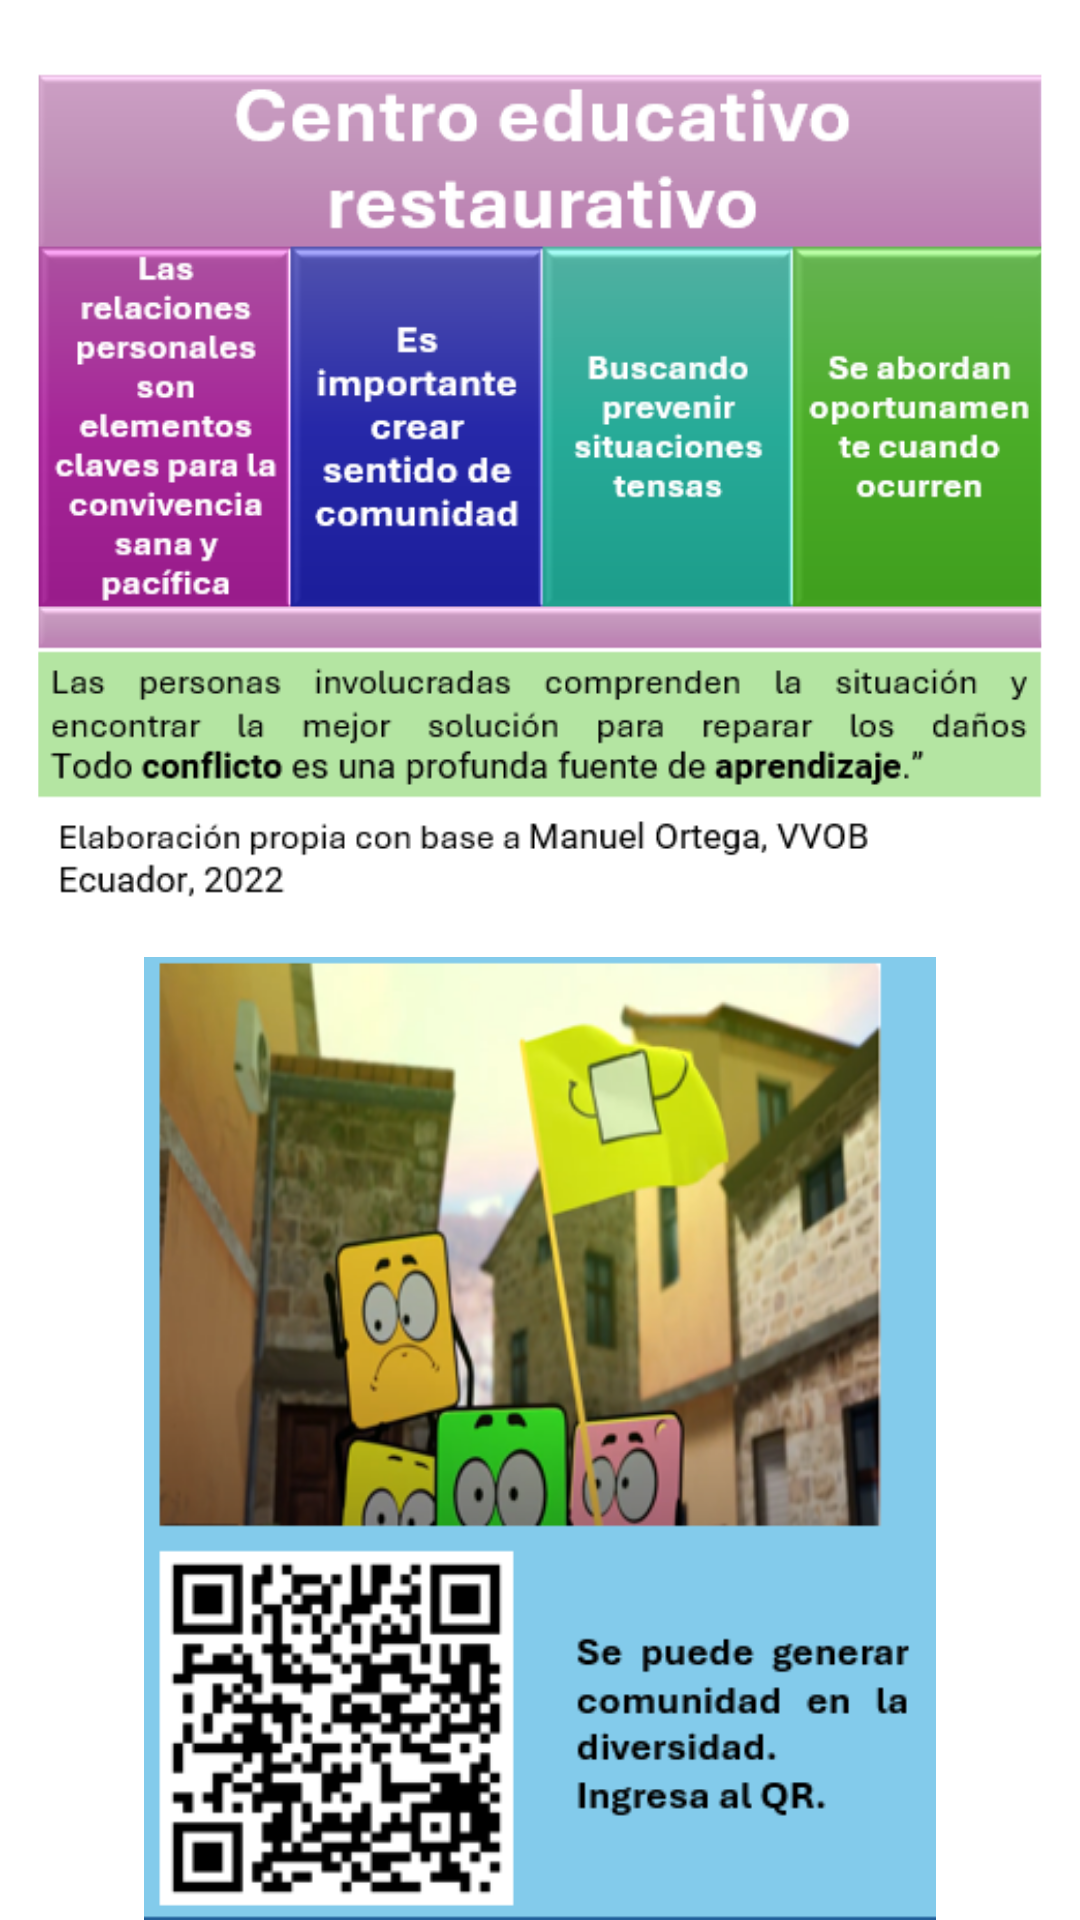 Centro educativo
restaurativo
Las
relaciones
personales
son
elementos
claves para la
convivencia
sana y
pacífica
Es
importante
crear
sentido de
comunidad
Buscando
prevenir
situaciones
tensas
Se abordan
oportunamen
te cuando
ocurren
Las personas involucradas comprenden la situación y
encontrar la mejor solución para reparar los daños
Todo conflicto es una profunda fuente de aprendizaje.”
Elaboración propia con base a Manuel Ortega, VVOB
Ecuador, 2022
Se puede generar
comunidad en la
diversidad.
Ingresa al QR.